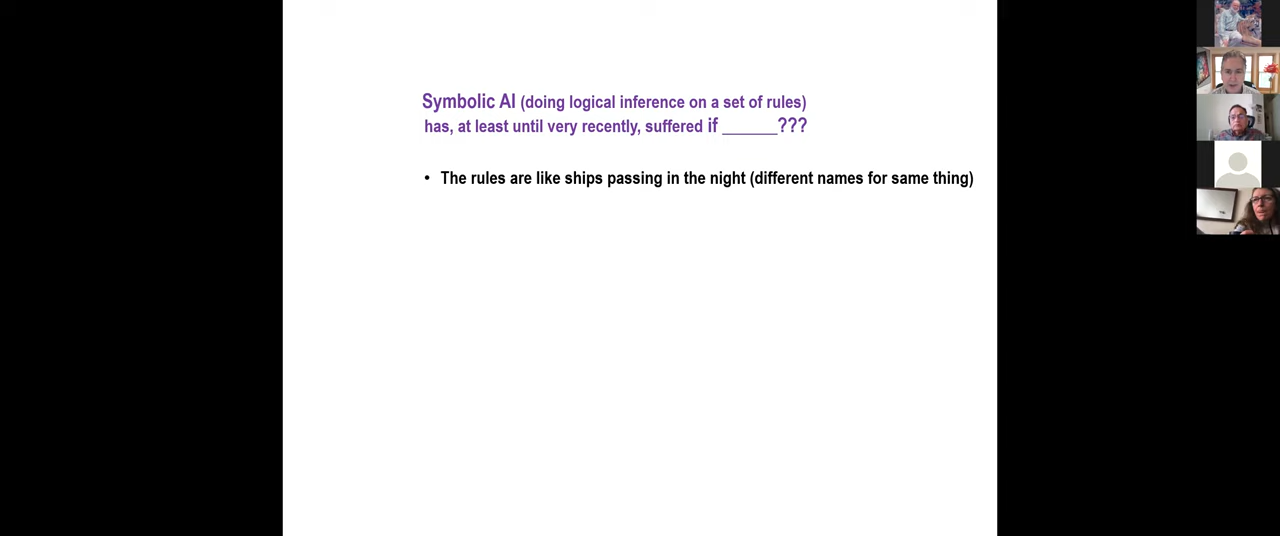 Symbolic AI (doing logical inference on a set of rules)
has, at least until very recently, suffered if ______???
• The rules are like ships passing in the night (different names for same thing)